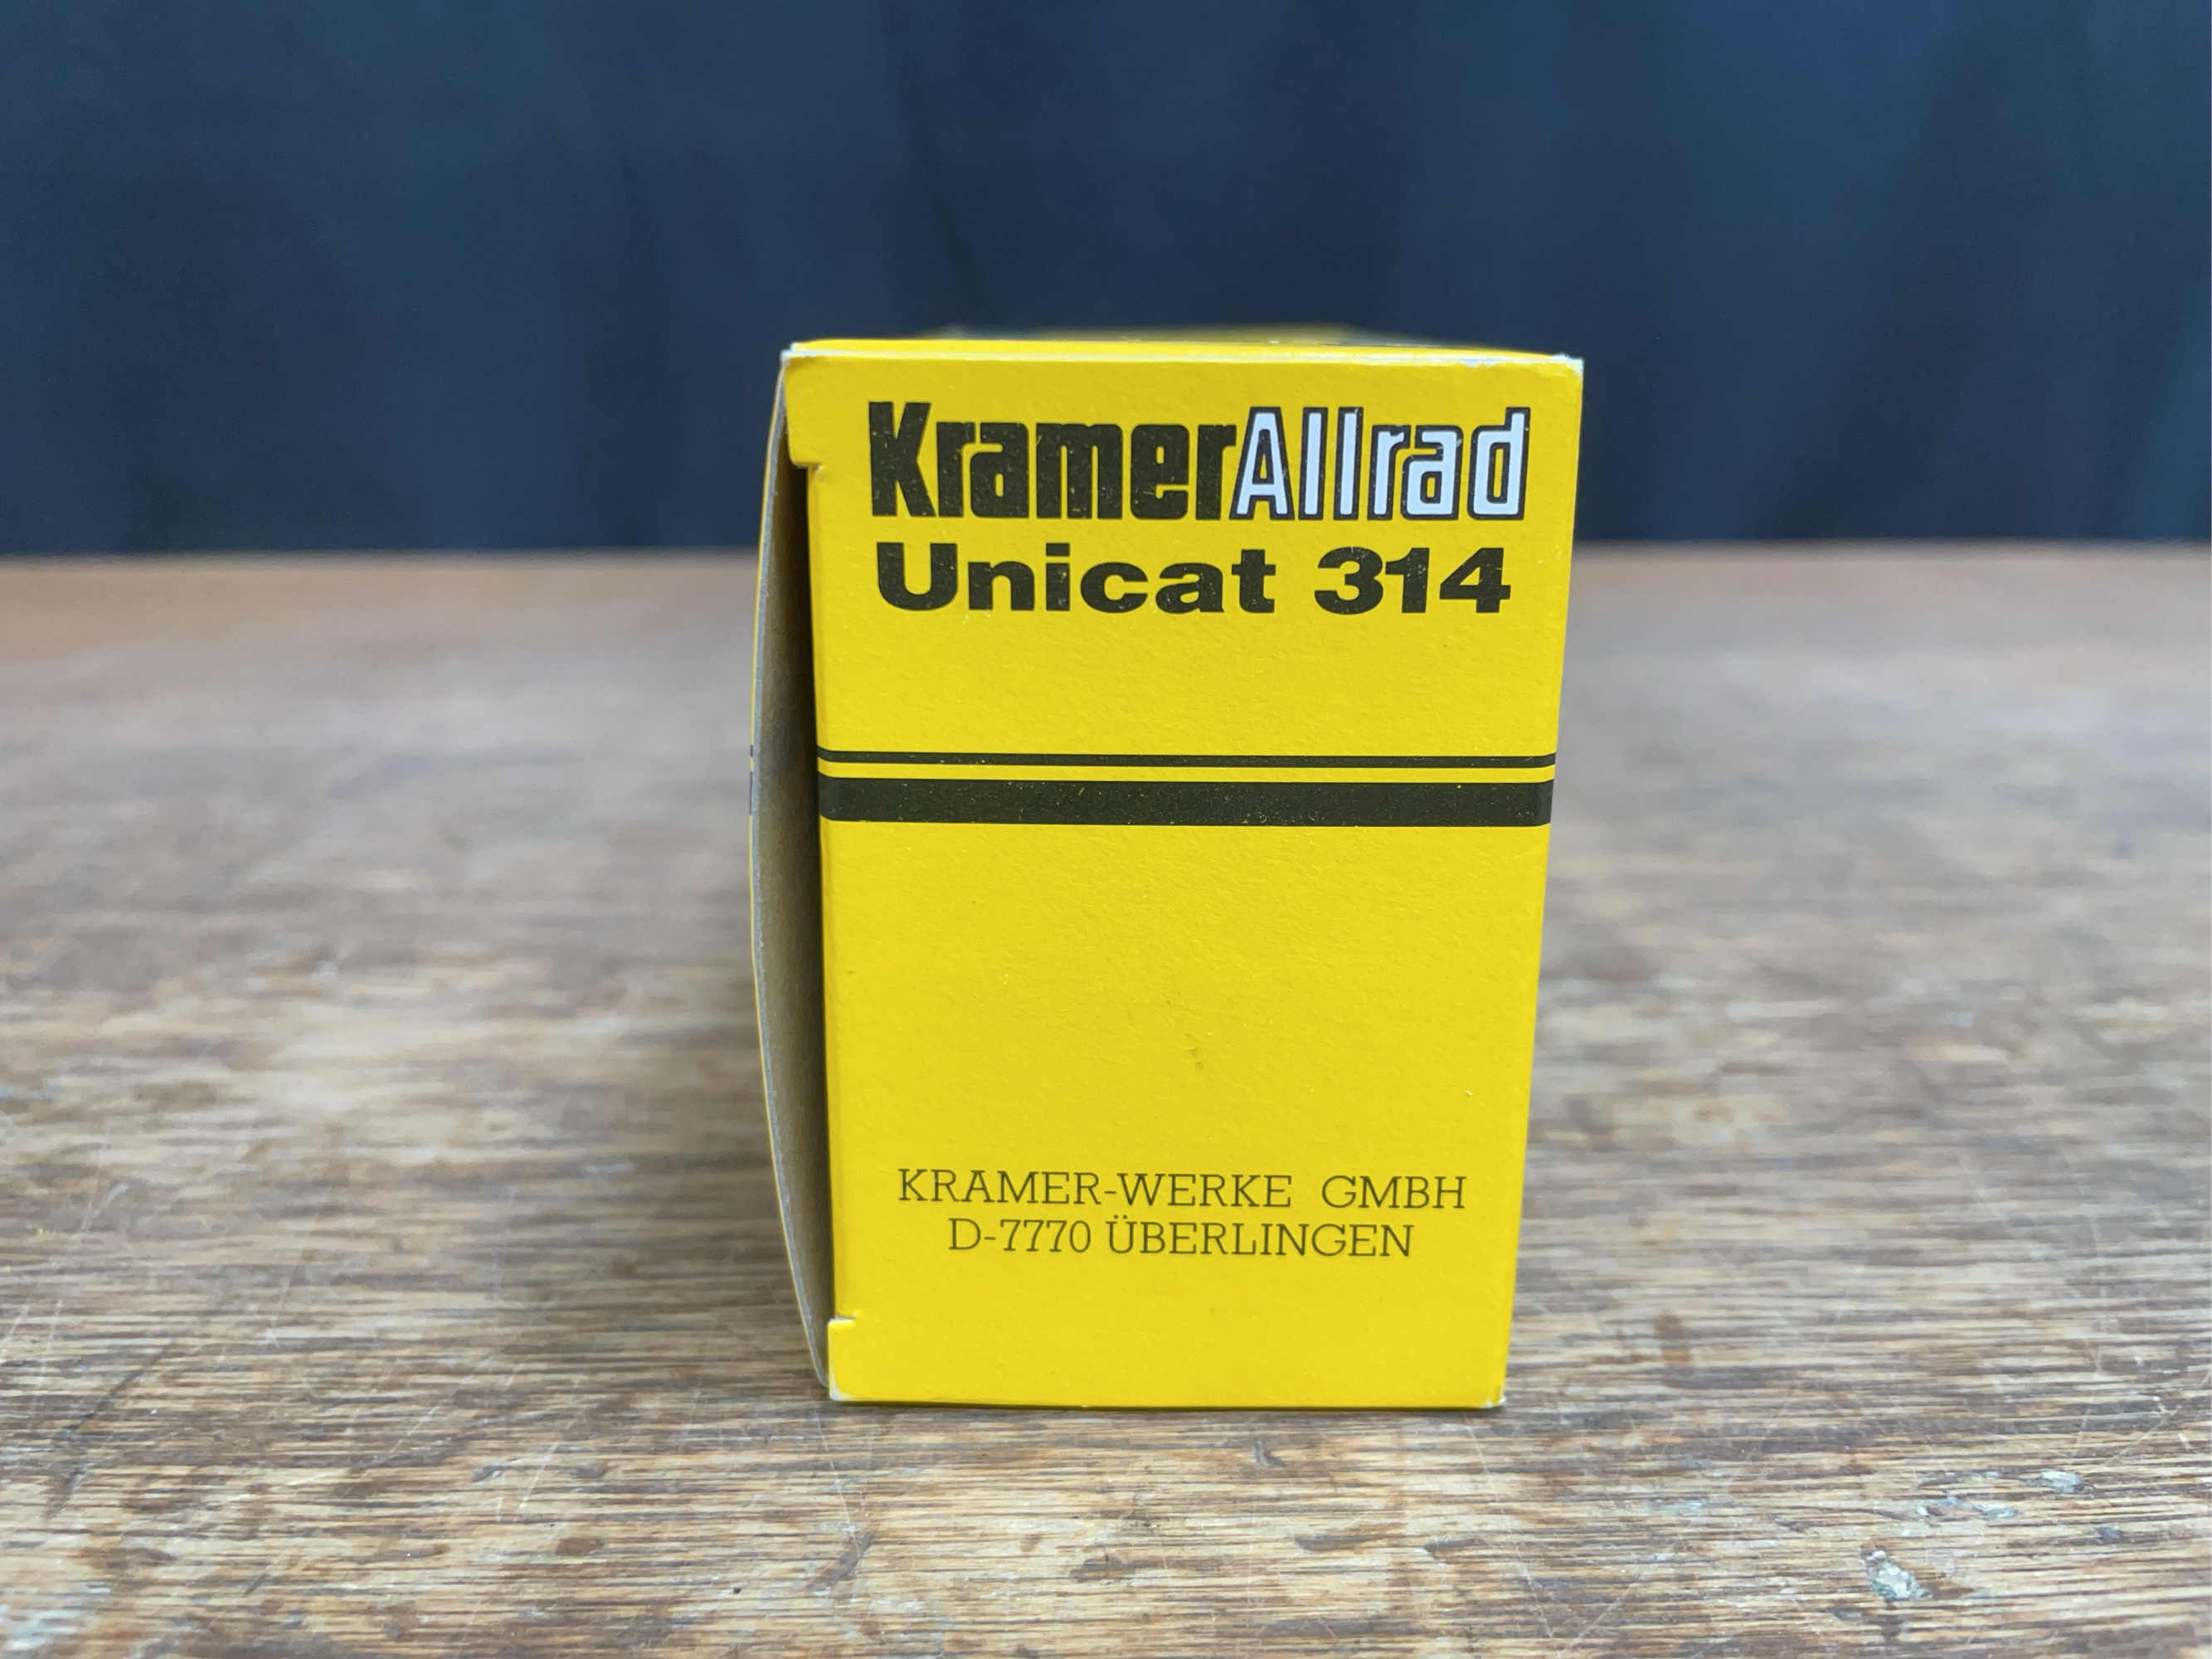 KramerAllrad
Unicat 314
KRAMER-WERKE GMBH
D-7770 ÜBERLINGEN